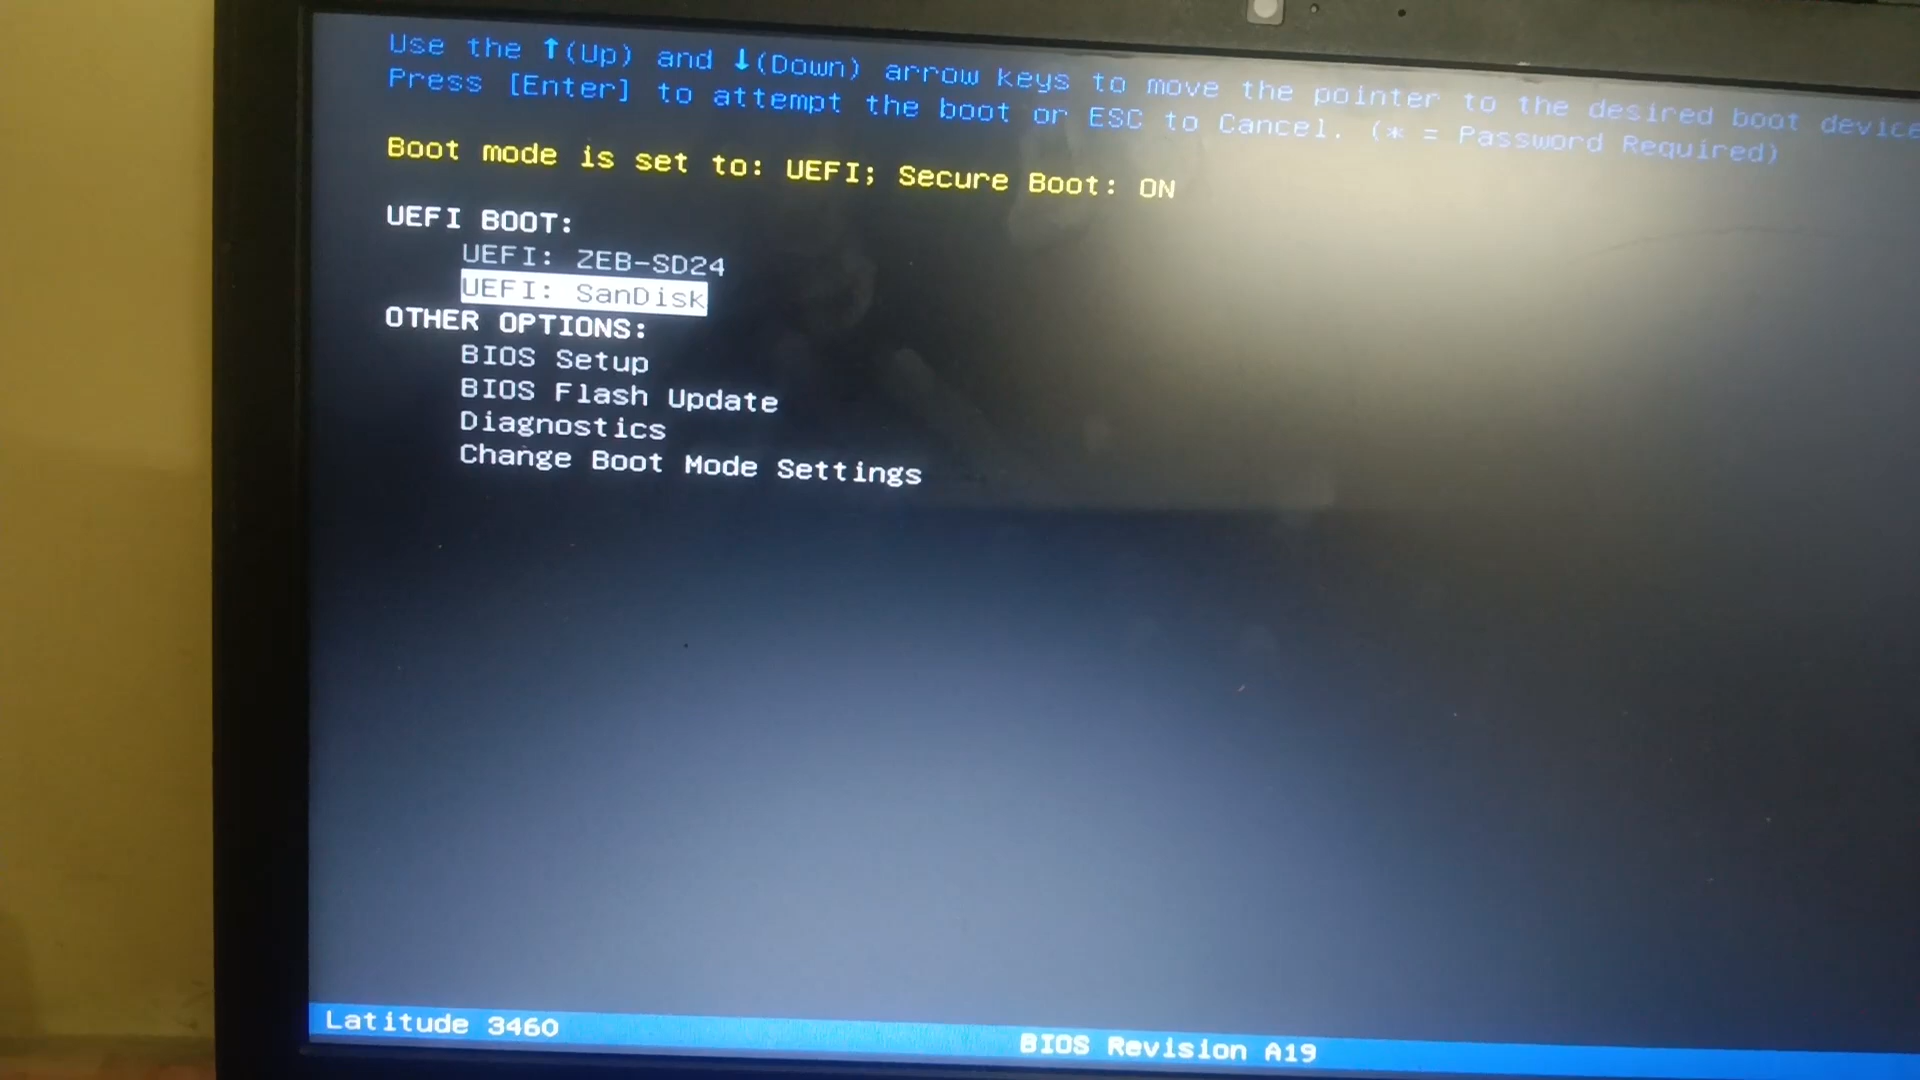 Use the ↑(Up) and ↓(Down) arrow keys to move the pointer to the desired boot device
Press [Enter] to attempt the boot or ESC to Cancel. (* = Password Required)
Boot mode is set to: UEFI; Secure Boot: ON
UEFI BOOT:
UEFI: ZEB-SD24
UEFI: SanDisk
OTHER OPTIONS:
BIOS Setup
BIOS Flash Update
Diagnostics
Change Boot Mode Settings
Latitude 3460
BIOS Revision A19